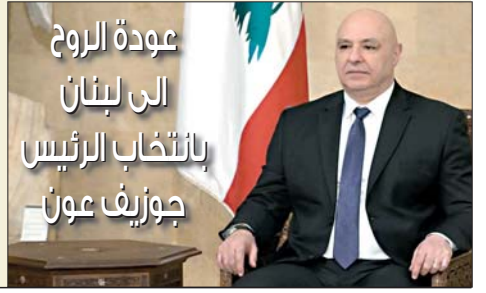 عودة الروح
الى لبنان
بانتخاب الرئيس
جوزيف عون